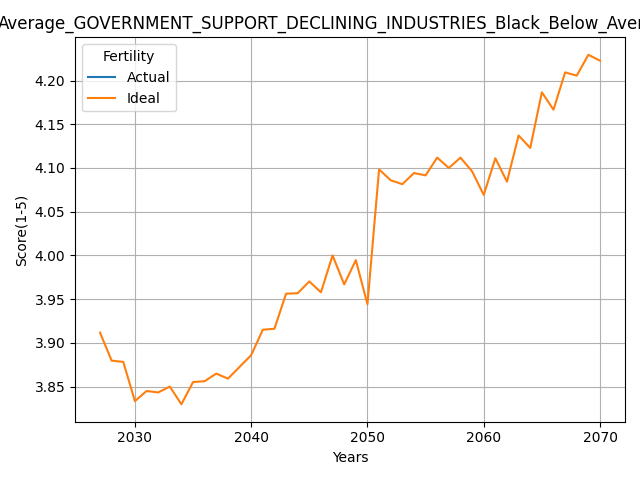 Average_GOVERNMENT_SUPPORT_DECLINING_INDUSTRIES_Black_Below_Aver
Fertility
Actual
Ideal
4.20
4.15
4.10
4.05
4.00
3.95
3.90
3.85
Score(1-5)
2030 2040 2050 2060 2070
Years